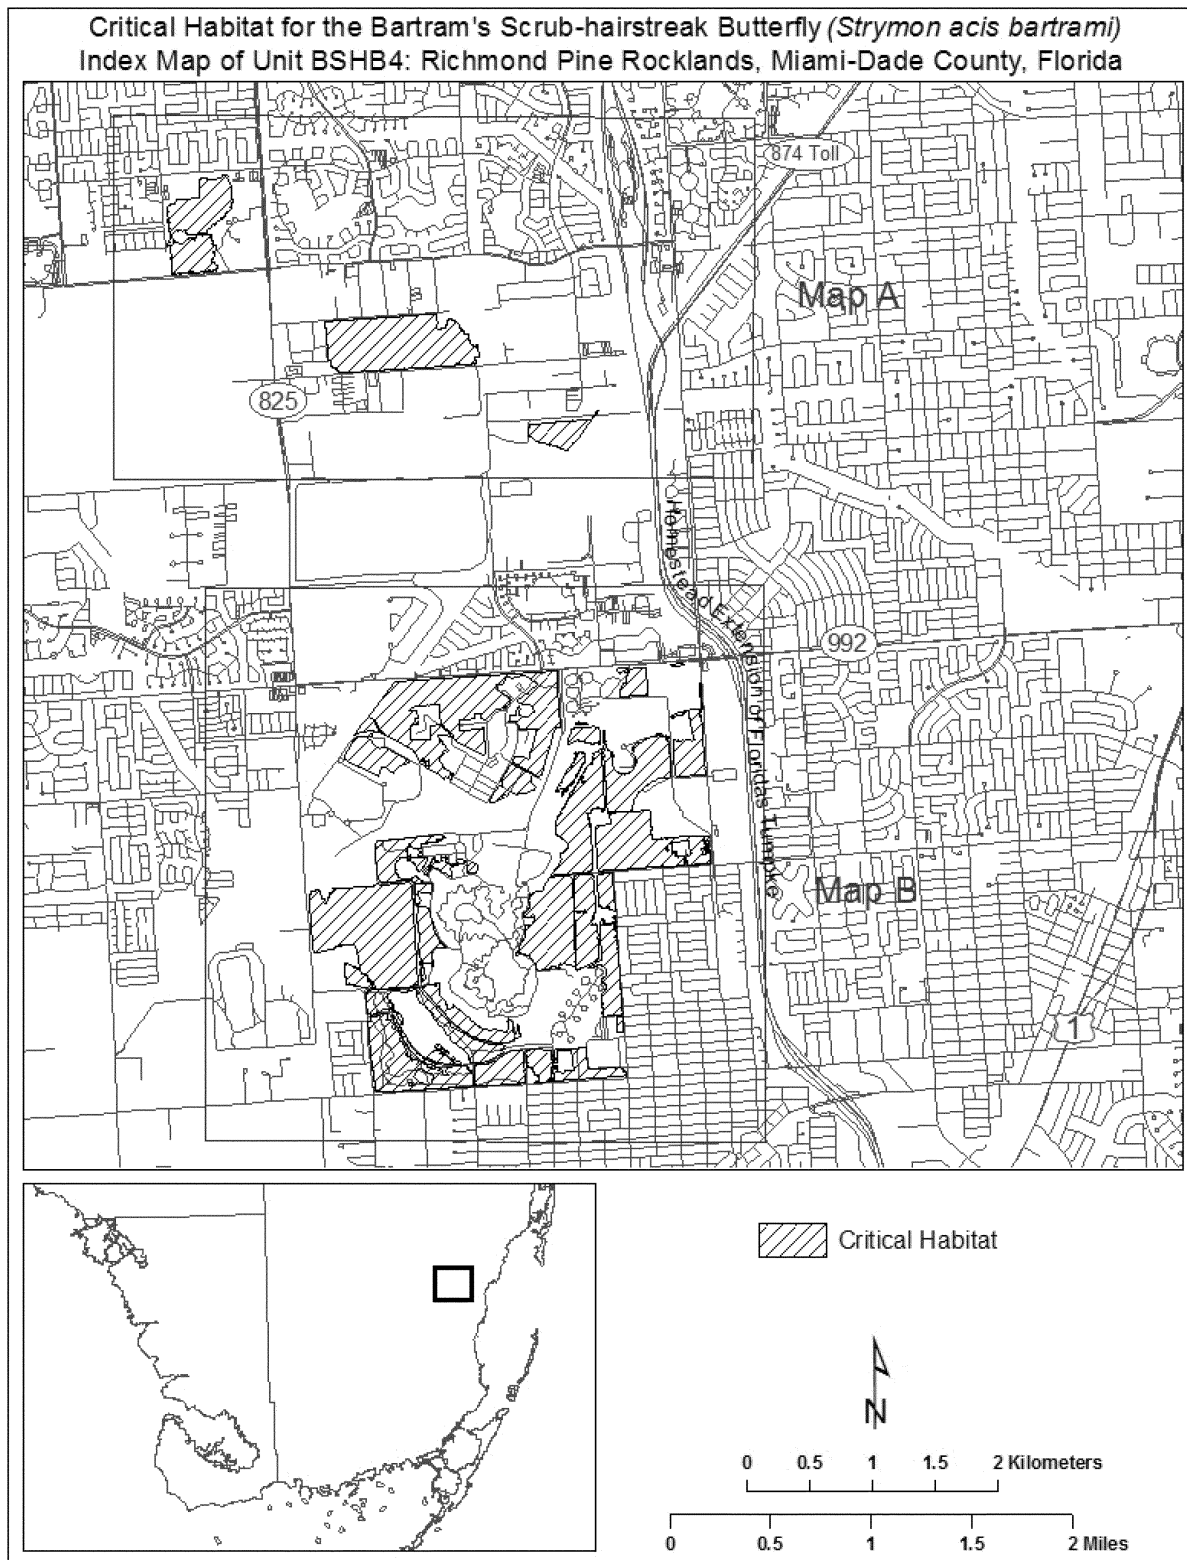 Critical Habitat for the Bartram's Scrub-hairstreak Butterfly (Strymon acis bartrami)
Index Map of Unit BSHB4: Richmond Pine Rocklands, Miami-Dade County, Florida
874 Toll
Map A
825
Homestead Extension of Floridas Turnpike
992
Map B
1
Critical Habitat
N
0 0.5 1 1.5 2 Kilometers
0 0.5 1 1.5 2 Miles